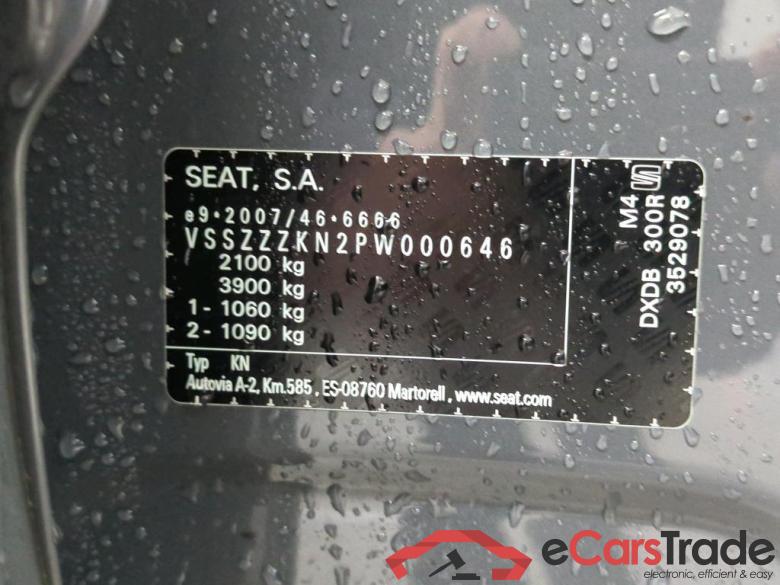 SEAT, S.A.
e9*2007/46*6666
VSSZZZKN2PW000646
2100 kg
3900 kg
1 - 1060 kg
2 - 1090 kg
Typ KN
Autovia A-2, Km.585 , ES-08760 Martorell , www.seat.com
M4
DXDB 300R
3529078
eCarsTrade
electronic, efficient & easy